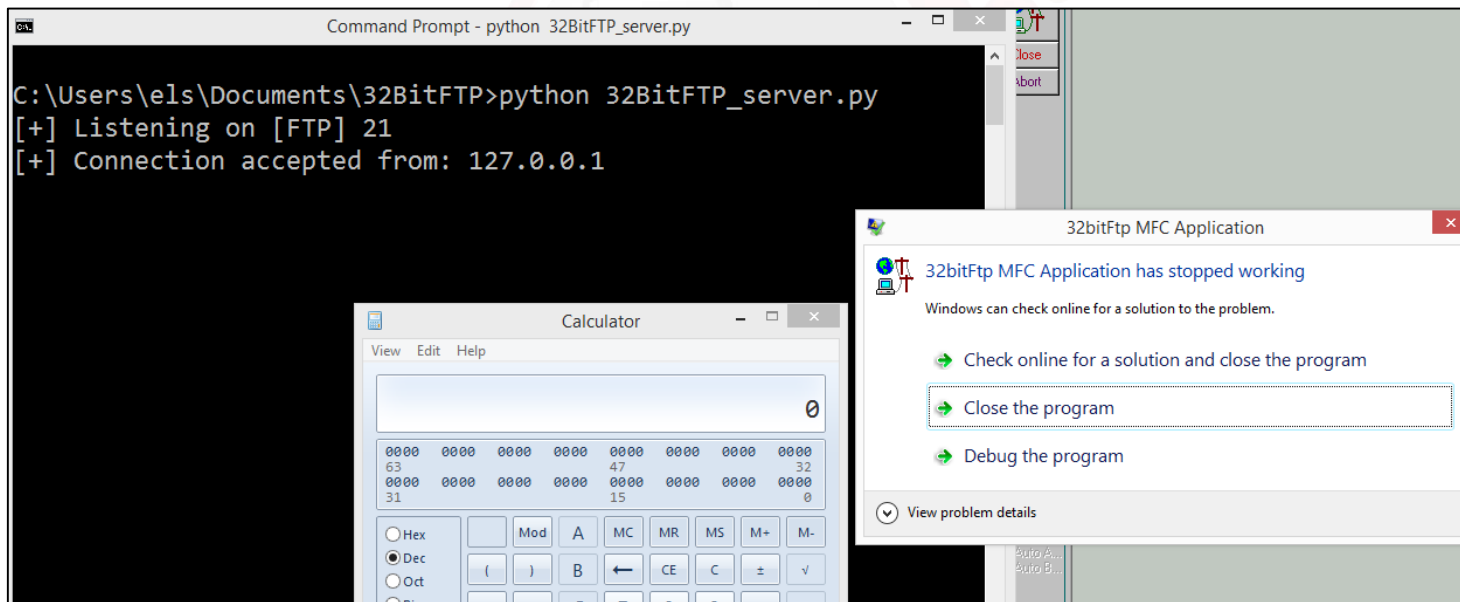 Command Prompt - python 32BitFTP_server.py
C:\Users\els\Documents\32BitFTP>python 32BitFTP_server.py
[+] Listening on [FTP] 21
[+] Connection accepted from: 127.0.0.1
Close
Abort
32bitFtp MFC Application
32bitFtp MFC Application has stopped working
Windows can check online for a solution to the problem.
Check online for a solution and close the program
Close the program
Debug the program
View problem details
Calculator
View Edit Help
0
0000 0000 0000 0000 0000 0000 0000 0000
63 47 32
0000 0000 0000 0000 0000 0000 0000 0000
31 15 0
Hex Mod A MC MR MS M+ M-
Dec
Oct ( ) B ← CE C ± √
Auto
Auto B...